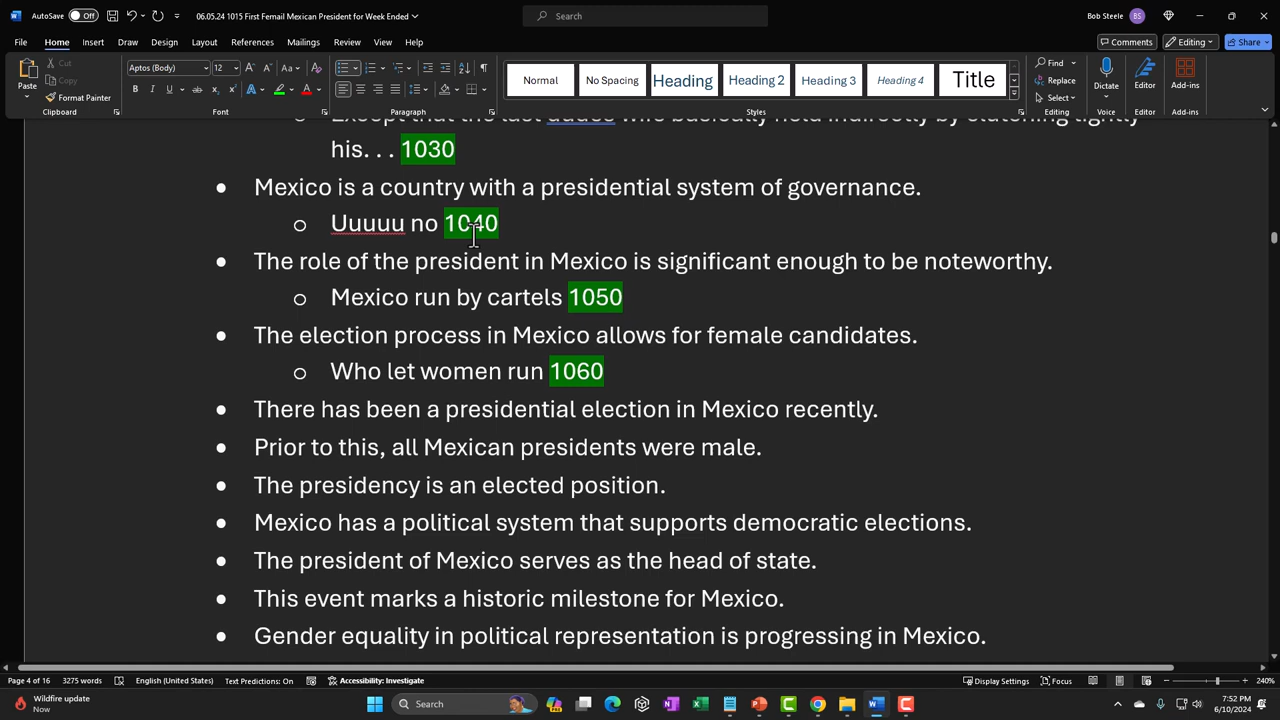 AutoSave Off 06.05.24 1015 First Femail Mexican President for Week Ended Search Bob Steele BS
File Home Insert Draw Design Layout References Mailings Review View Help Comments Editing Share
Paste Cut Copy Format Painter
Aptos (Body) 12
Normal No Spacing Heading Heading 2 Heading 3 Heading 4 Title
Find Replace Select Dictate Editor Add-ins
Clipboard Font Paragraph Styles Editing Voice Editor Add-ins
his. . . 1030
Mexico is a country with a presidential system of governance.
Uuuuu no 1040
The role of the president in Mexico is significant enough to be noteworthy.
Mexico run by cartels 1050
The election process in Mexico allows for female candidates.
Who let women run 1060
There has been a presidential election in Mexico recently.
Prior to this, all Mexican presidents were male.
The presidency is an elected position.
Mexico has a political system that supports democratic elections.
The president of Mexico serves as the head of state.
This event marks a historic milestone for Mexico.
Gender equality in political representation is progressing in Mexico.
Page 4 of 16 3275 words English (United States) Text Predictions: On Accessibility: Investigate Display Settings Focus 240%
Wildfire update
Now
Search
7:52 PM
6/10/2024